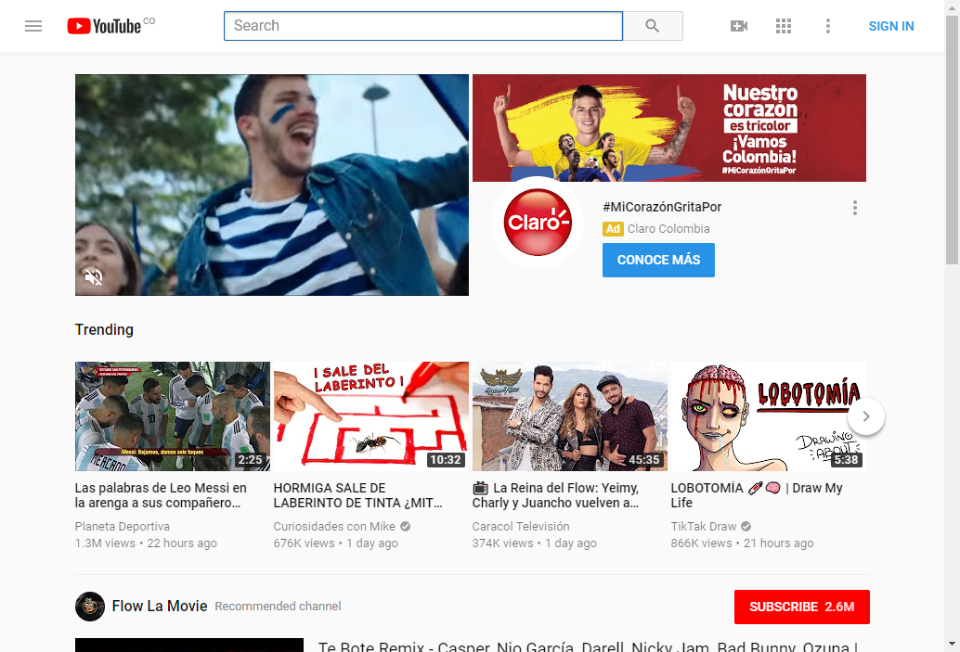 YouTube CO
Search
SIGN IN
Nuestro
corazón
es tricolor
¡Vamos
Colombia!
#MiCorazónGritaPor
Claro
#MiCorazónGritaPor
Ad Claro Colombia
CONOCE MÁS
Trending
Messi: Bajamos, damos seis toques
2:25
¡ SALE DEL
LABERINTO !
10:32
45:35
LOBOTOMÍA
DRAWING
ABOUT
5:38
Las palabras de Leo Messi en
la arenga a sus compañero...
Planeta Deportiva
1.3M views • 22 hours ago
HORMIGA SALE DE
LABERINTO DE TINTA ¿MIT...
Curiosidades con Mike
676K views • 1 day ago
La Reina del Flow: Yeimy,
Charly y Juancho vuelven a...
Caracol Televisión
374K views • 1 day ago
LOBOTOMÍA | Draw My
Life
TikTak Draw
866K views • 21 hours ago
Flow La Movie Recommended channel
SUBSCRIBE 2.6M
Te Bote Remix - Casper, Nio García, Darell, Nicky Jam, Bad Bunny, Ozuna |